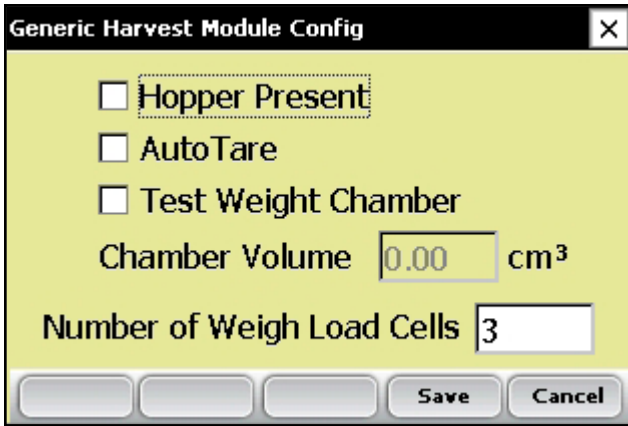 Generic Harvest Module Config
Hopper Present
AutoTare
Test Weight Chamber
Chamber Volume 0.00 cm³
Number of Weigh Load Cells 3
Save Cancel